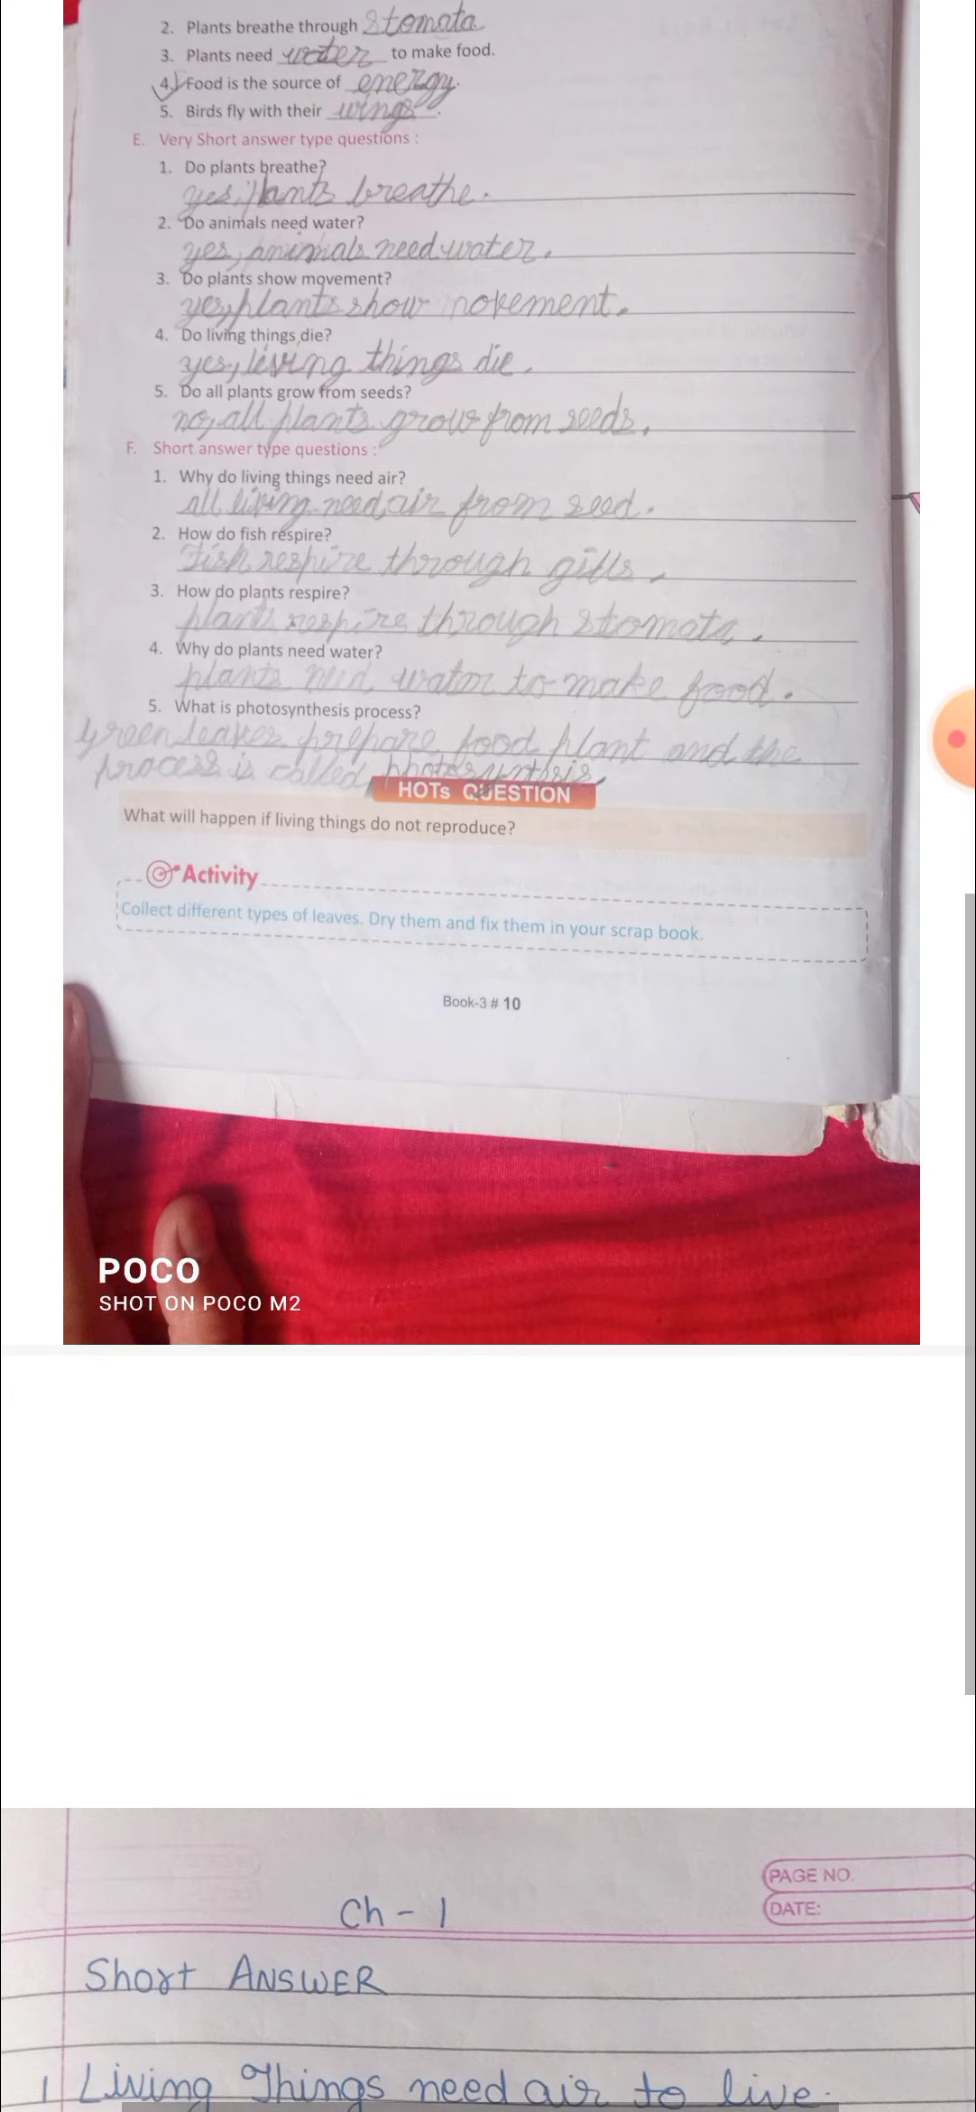 2. Plants breathe through stomata
3. Plants need water to make food.
4. Food is the source of energy.
5. Birds fly with their wings.
E. Very Short answer type questions :
1. Do plants breathe?
yes, plants breathe.
2. Do animals need water?
yes, animals need water.
3. Do plants show movement?
yes, plants show movement.
4. Do living things die?
yes, living things die.
5. Do all plants grow from seeds?
no, all plants grow from seeds.
F. Short answer type questions :
1. Why do living things need air?
all living need air from seed.
2. How do fish respire?
Fish respire through gills.
3. How do plants respire?
plants respire through stomata.
4. Why do plants need water?
plants need water to make food.
5. What is photosynthesis process?
Green leaves prepare food plant and the
process is called
HOTs QUESTION
What will happen if living things do not reproduce?
Activity
Collect different types of leaves. Dry them and fix them in your scrap book.
Book-3 # 10
POCO
SHOT ON POCO M2
PAGE NO.
Ch - 1
DATE:
Short ANSWER
1 Living Things need air to live.